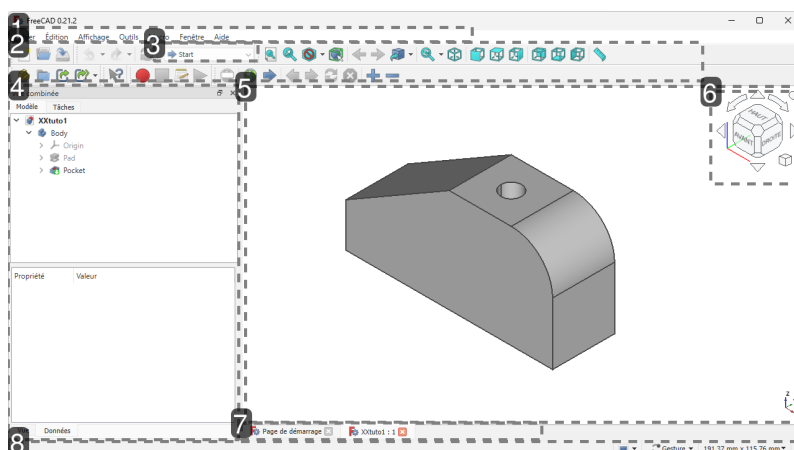 1
FreeCAD 0.21.2
Édition Affichage Outils Fenêtre Aide
2
3
Start
4
combinée
5
6
Modèle Tâches
XXtuto1
Body
Origin
Pad
Pocket
HAUT
AVANT
DROITE
Propriété Valeur
Z
7
Vue Données
Page de démarrage
XXtuto1 : 1
8
Gesture
191,37 mm x 115,76 mm